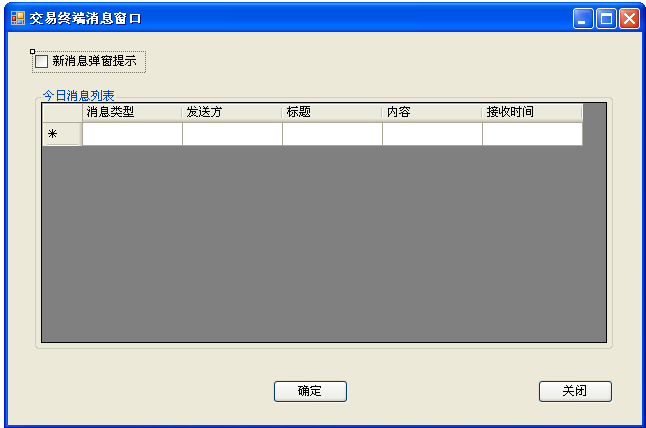 交易终端消息窗口
新消息弹窗提示
今日消息列表
消息类型 发送方 标题 内容 接收时间
*
确定 关闭